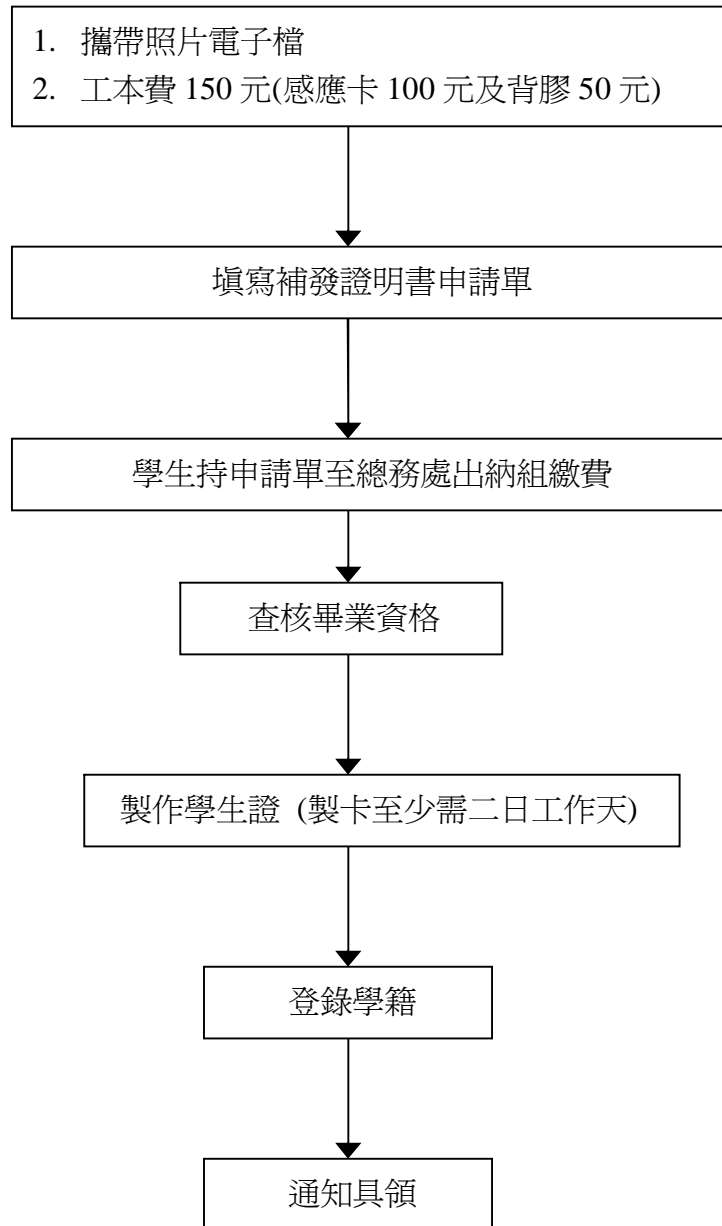 1. 攜帶照片電子檔
2. 工本費 150 元(感應卡 100 元及背膠 50 元)
填寫補發證明書申請單
學生持申請單至總務處出納組繳費
查核畢業資格
製作學生證 (製卡至少需二日工作天)
登錄學籍
通知具領